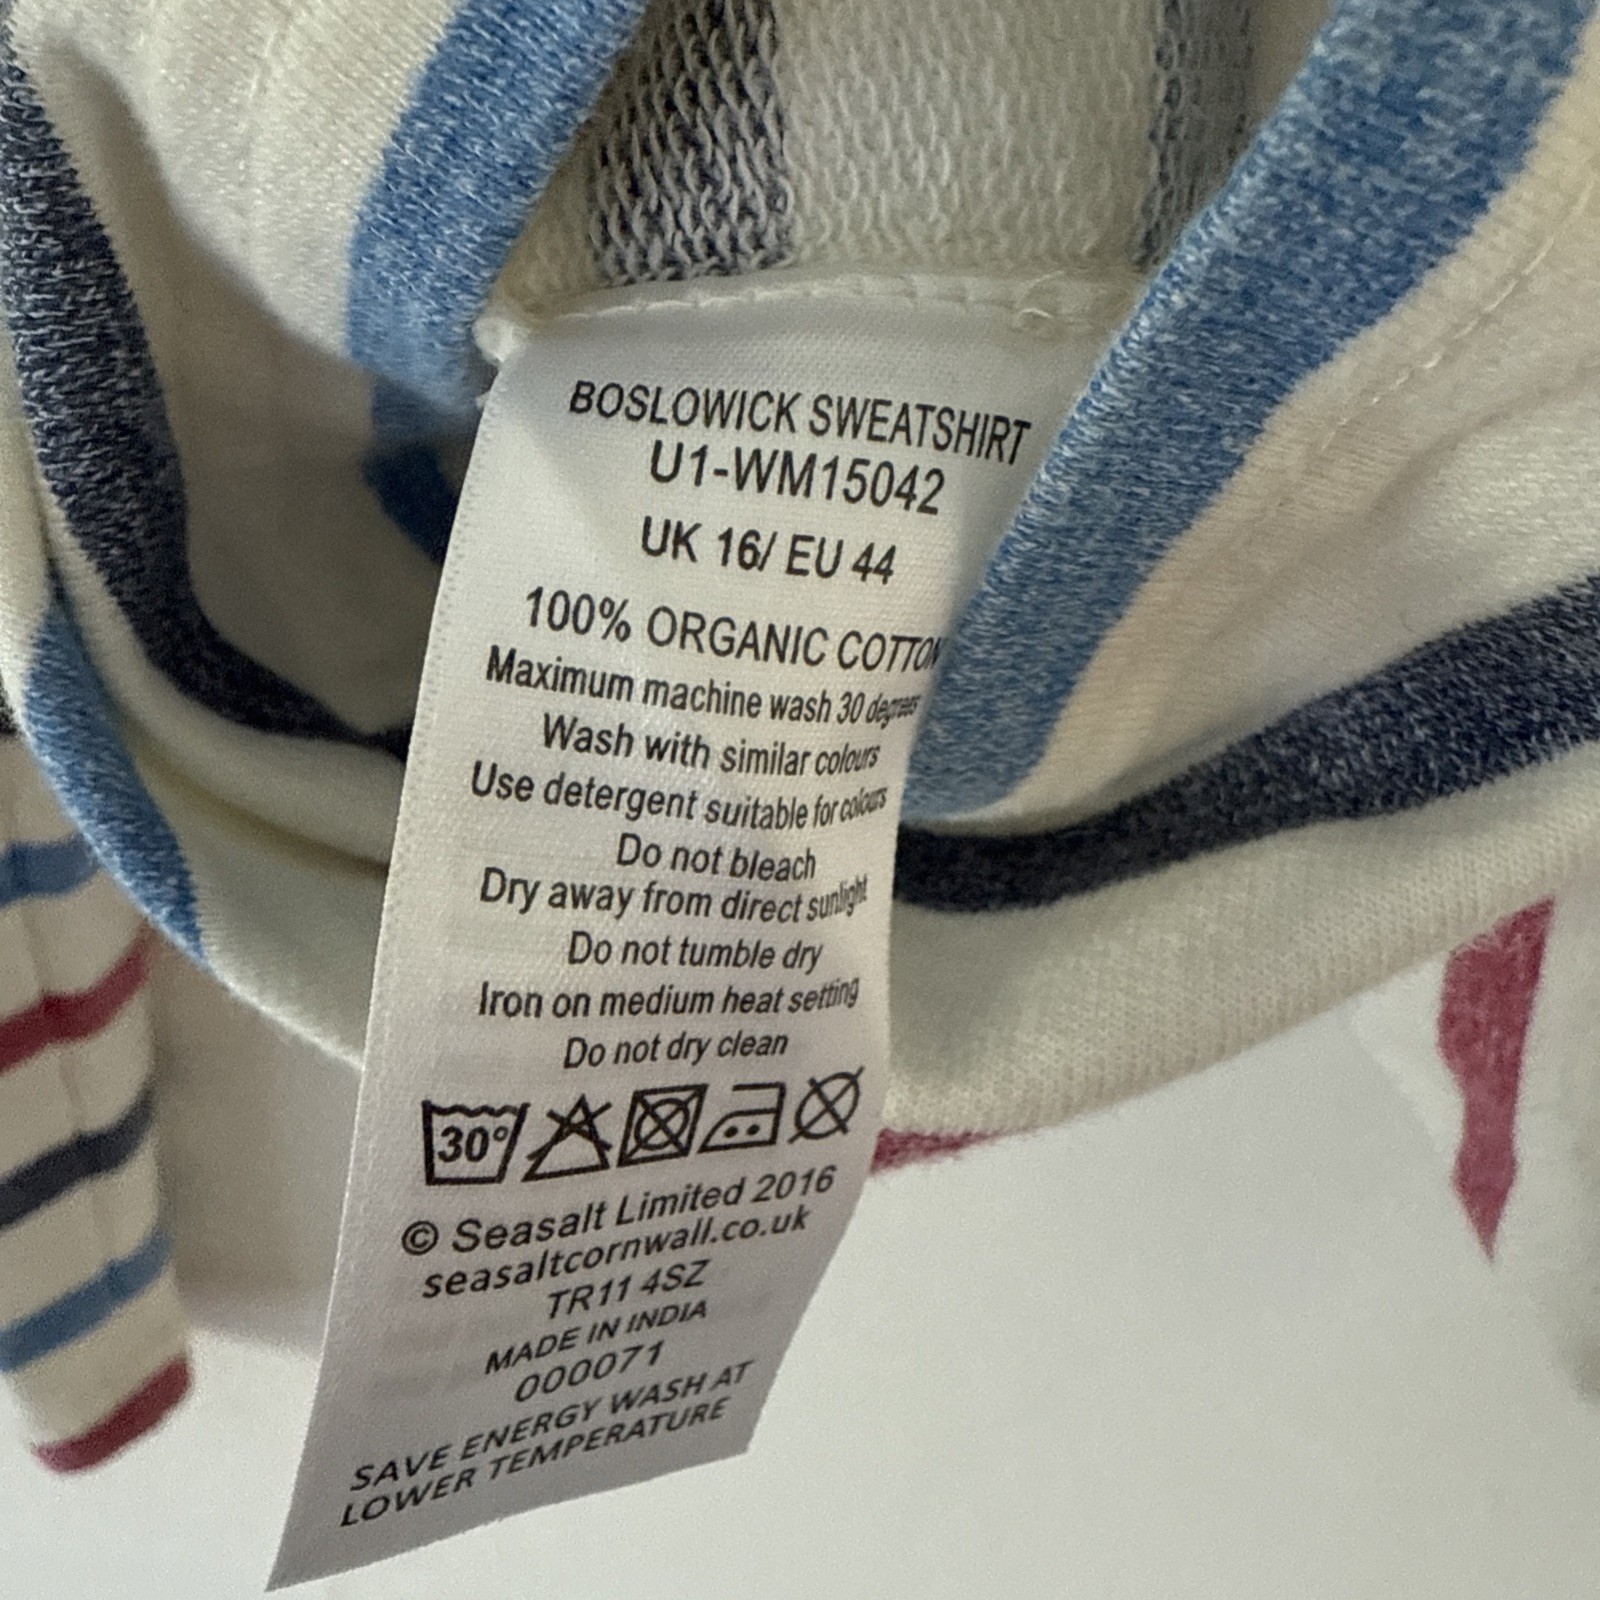 BOSLOWICK SWEATSHIRT
U1-WM15042
UK 16/ EU 44
100% ORGANIC COTTON
Maximum machine wash 30 degrees
Wash with similar colours
Use detergent suitable for colours
Do not bleach
Dry away from direct sunlight
Do not tumble dry
Iron on medium heat setting
Do not dry clean
30°
© Seasalt Limited 2016
seasaltcornwall.co.uk
TR11 4SZ
MADE IN INDIA
000071
SAVE ENERGY WASH AT
LOWER TEMPERATURE